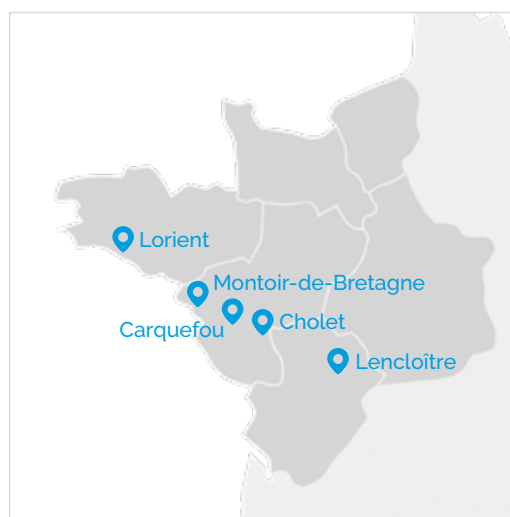 Lorient
Montoir-de-Bretagne
Carquefou
Cholet
Lencloître